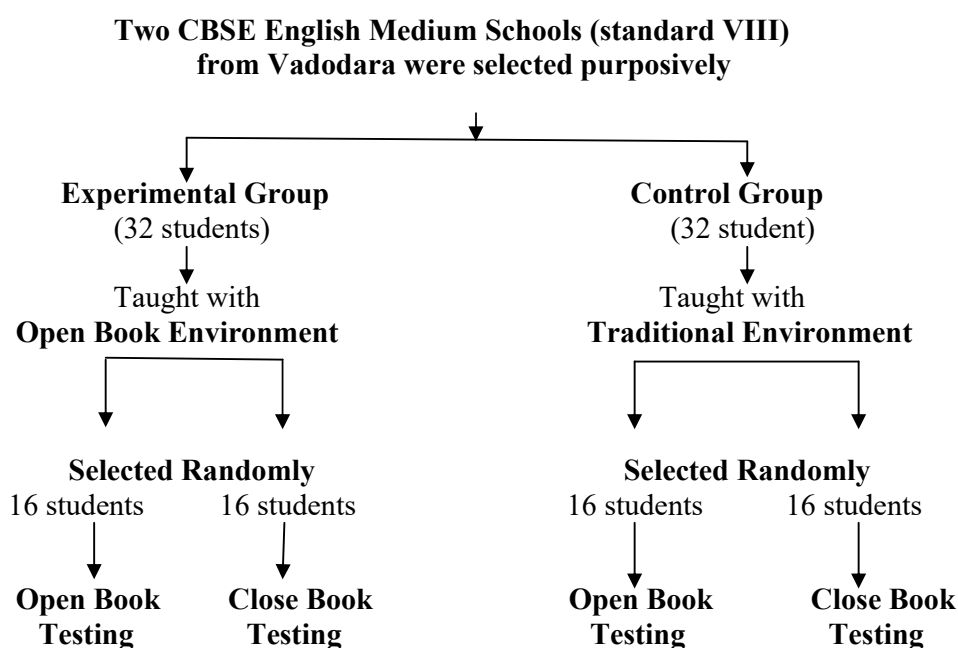 Two CBSE English Medium Schools (standard VIII)
from Vadodara were selected purposively
Experimental Group
(32 students)
Control Group
(32 student)
Taught with
Open Book Environment
Taught with
Traditional Environment
Selected Randomly
16 students 16 students
Selected Randomly
16 students 16 students
Open Book
Testing
Close Book
Testing
Open Book
Testing
Close Book
Testing